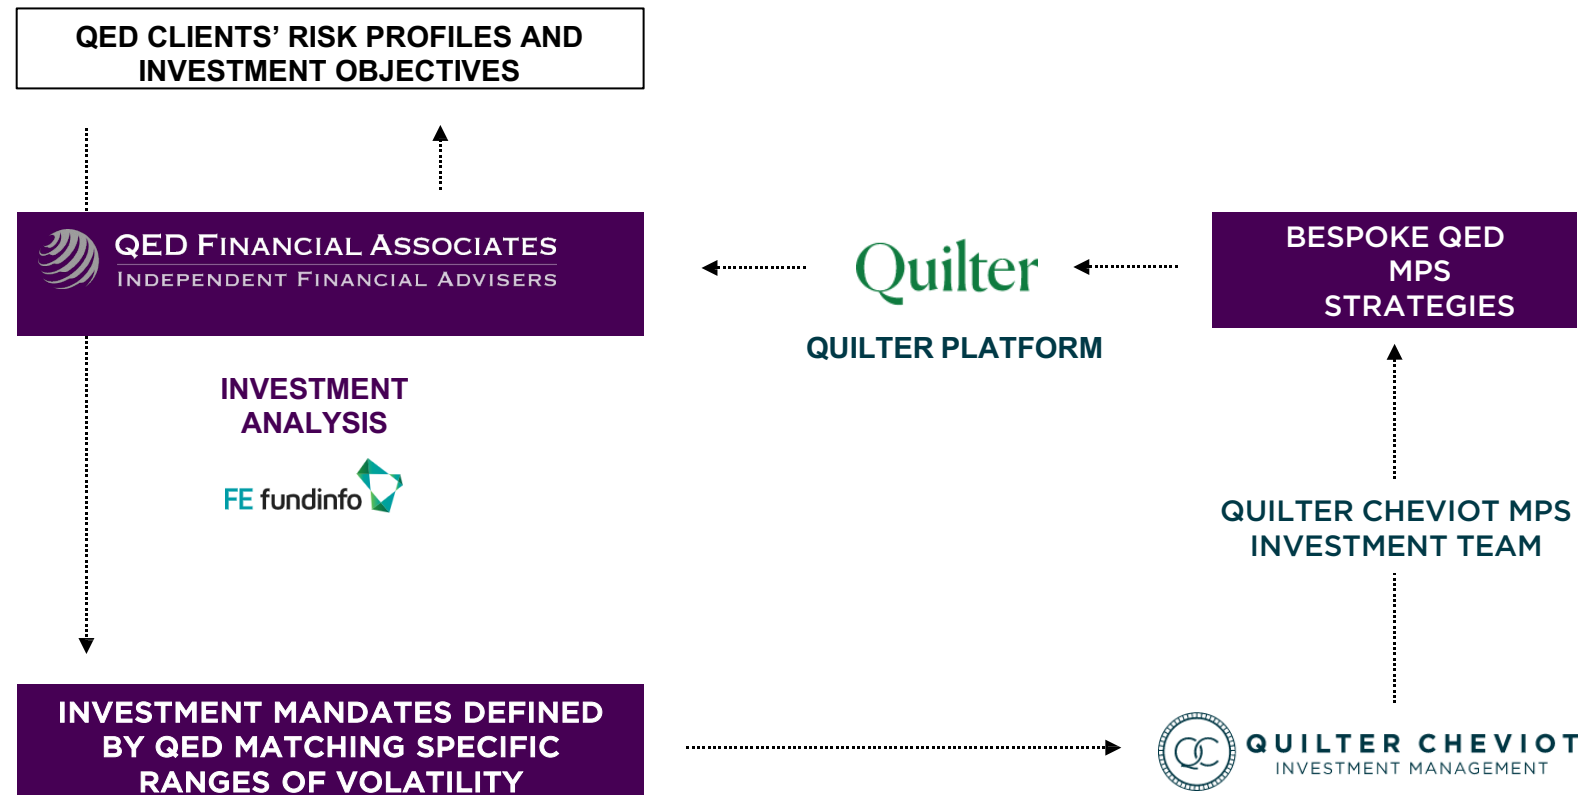 QED CLIENTS’ RISK PROFILES AND
INVESTMENT OBJECTIVES
QED FINANCIAL ASSOCIATES
INDEPENDENT FINANCIAL ADVISERS
Quilter
QUILTER PLATFORM
BESPOKE QED
MPS
STRATEGIES
INVESTMENT
ANALYSIS
FE fundinfo
QUILTER CHEVIOT MPS
INVESTMENT TEAM
INVESTMENT MANDATES DEFINED
BY QED MATCHING SPECIFIC
RANGES OF VOLATILITY
QC
QUILTER CHEVIOT
INVESTMENT MANAGEMENT